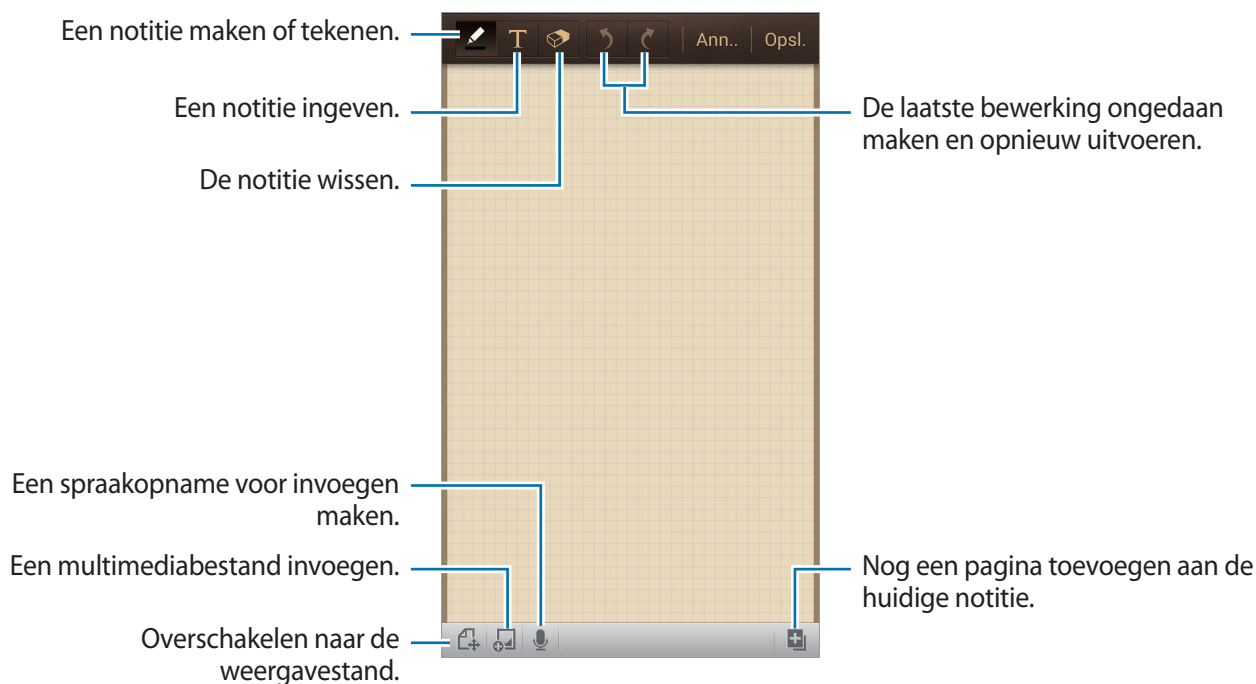 Een notitie maken of tekenen.
T
Ann..
Opsl.
Een notitie ingeven.
De laatste bewerking ongedaan
maken en opnieuw uitvoeren.
De notitie wissen.
Een spraakopname voor invoegen
maken.
Een multimediabestand invoegen.
Nog een pagina toevoegen aan de
huidige notitie.
Overschakelen naar de
weergavestand.